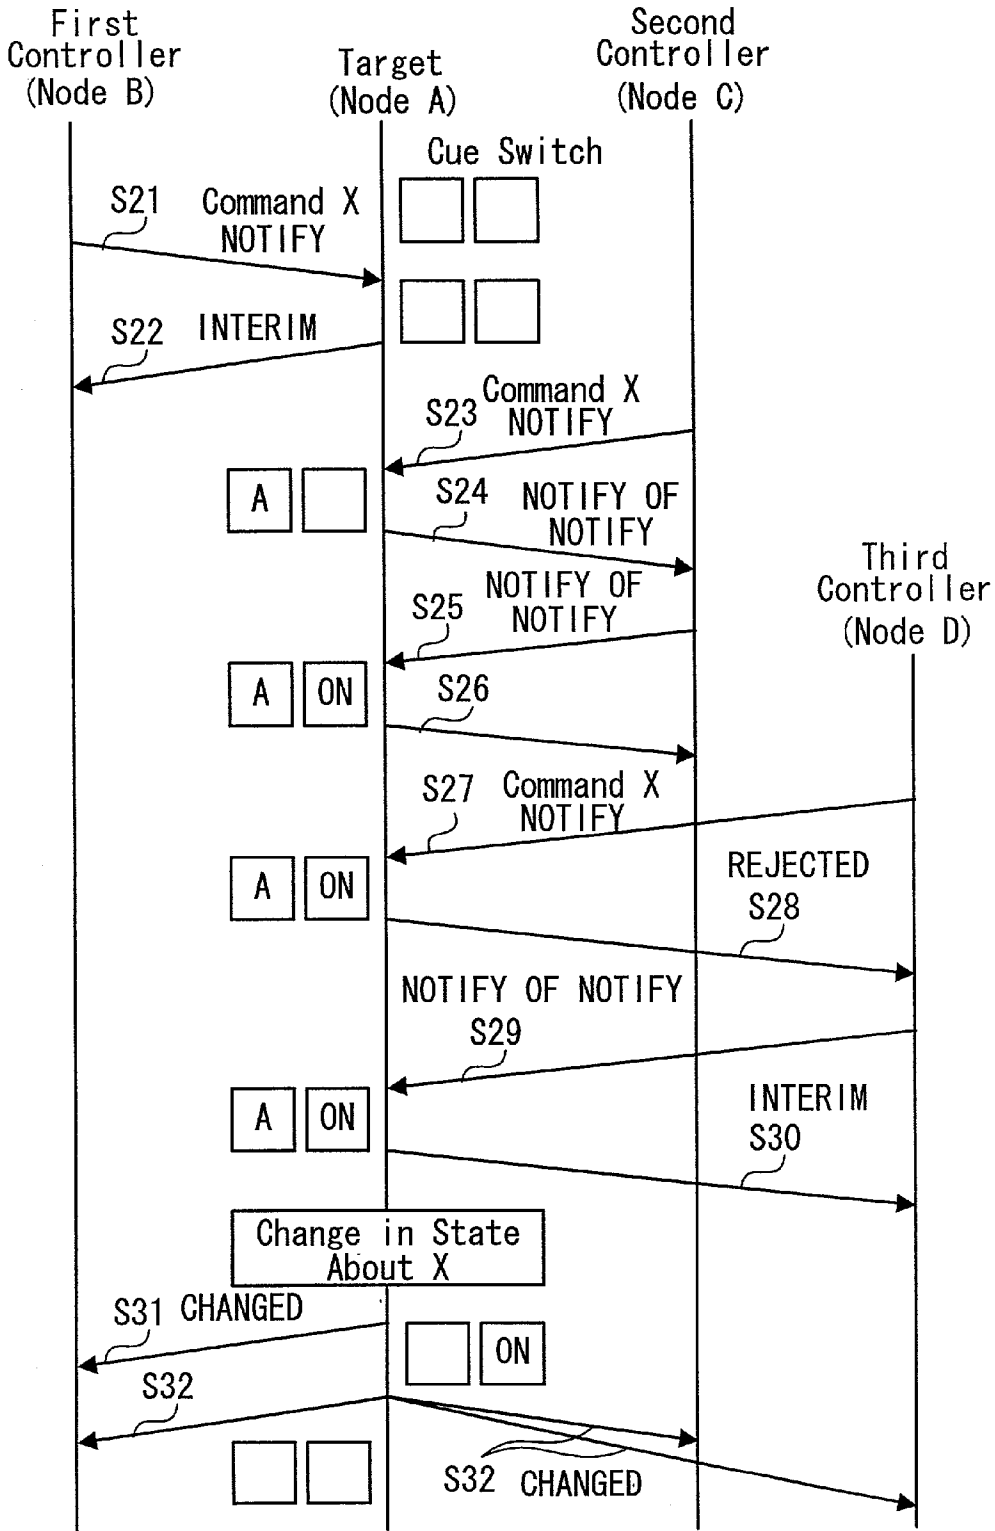 First
Controller
(Node B)
Target
(Node A)
Second
Controller
(Node C)
Cue Switch
S21
Command X
NOTIFY
S22
INTERIM
Command X
S23
NOTIFY
A
S24
NOTIFY OF
NOTIFY
Third
Controller
(Node D)
NOTIFY OF
S25
NOTIFY
A
ON
S26
S27
Command X
NOTIFY
A
ON
REJECTED
S28
NOTIFY OF NOTIFY
S29
A
ON
INTERIM
S30
Change in State
About X
S31
CHANGED
ON
S32
S32
CHANGED